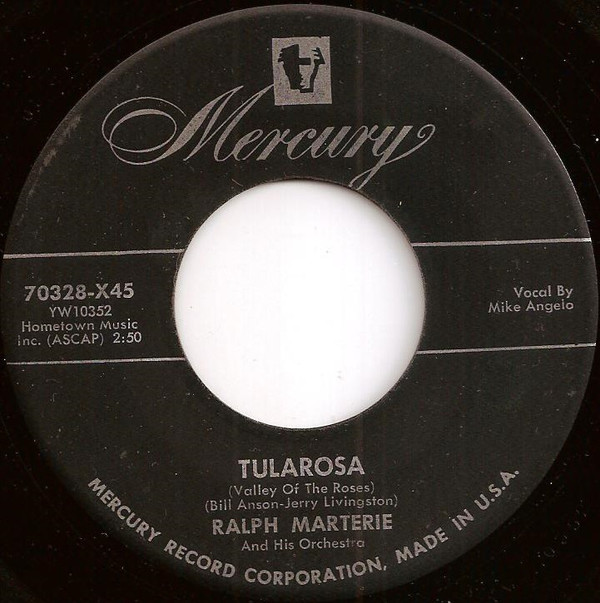 Mercury
70328-X45
YW10352
Hometown Music
Inc. (ASCAP) 2:50
Vocal By
Mike Angelo
TULAROSA
(Valley Of The Roses)
(Bill Anson-Jerry Livingston)
RALPH MARTERIE
And His Orchestra
MERCURY RECORD CORPORATION, MADE IN U.S.A.